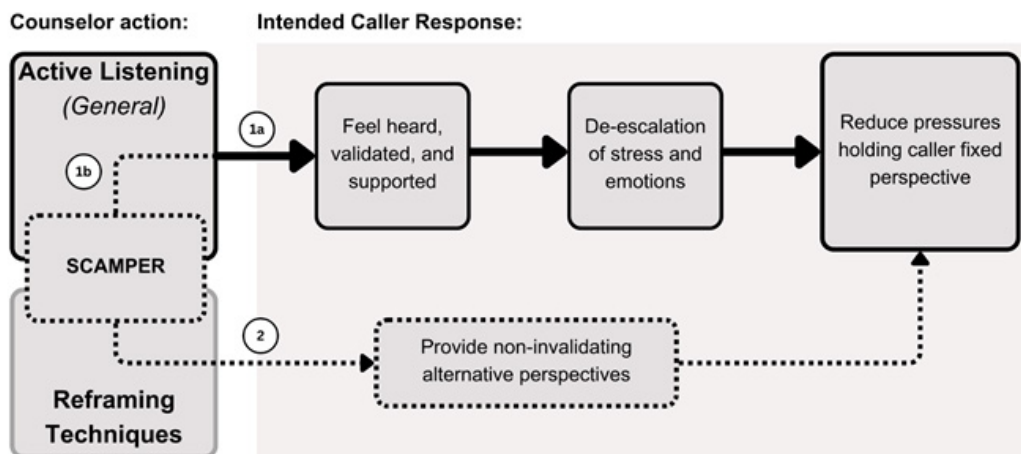 Counselor action:
Intended Caller Response:
Active Listening
(General)
1a
1b
Feel heard,
validated, and
supported
De-escalation
of stress and
emotions
Reduce pressures
holding caller fixed
perspective
SCAMPER
2
Provide non-invalidating
alternative perspectives
Reframing
Techniques